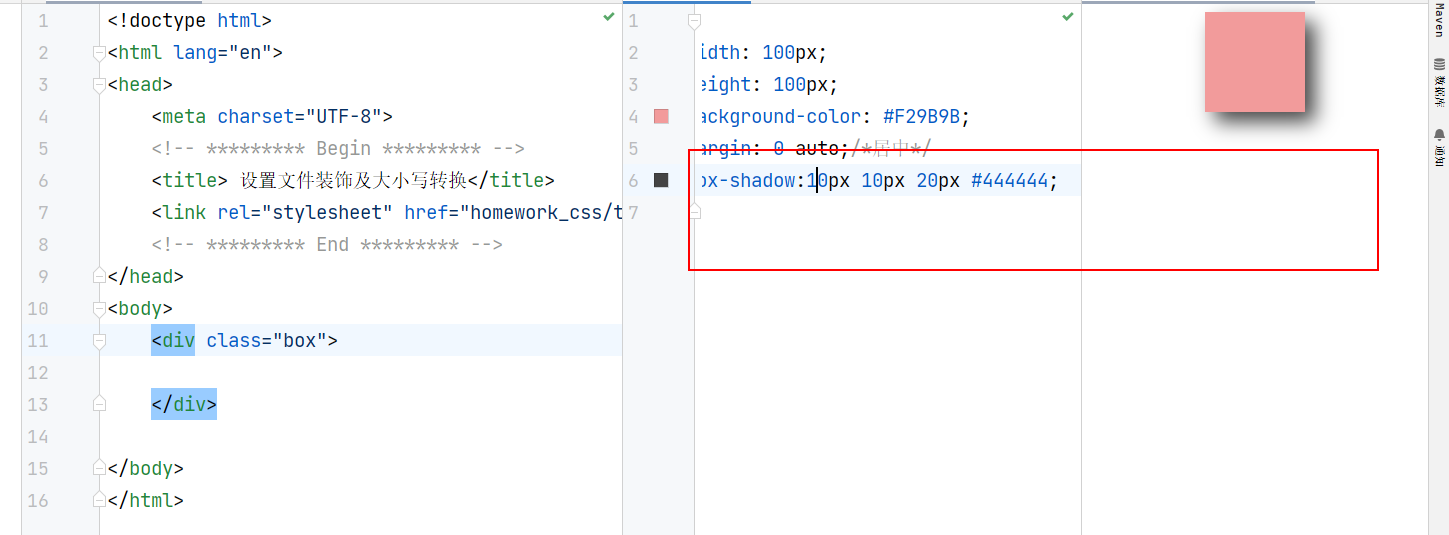 1 <!doctype html>
2 <html lang="en">
3 <head>
4 <meta charset="UTF-8">
5 <!-- ********* Begin ********* -->
6 <title> 设置文件装饰及大小写转换</title>
7 <link rel="stylesheet" href="homework_css/t
8 <!-- ********* End ********* -->
9 </head>
10 <body>
11 <div class="box">
12
13 </div>
14
15 </body>
16 </html>
1
2 idth: 100px;
3 eight: 100px;
4 ackground-color: #F29B9B;
5 argin: 0 auto;/*居中*/
6 ox-shadow:10px 10px 20px #444444;
7
Maven
数据库
通知